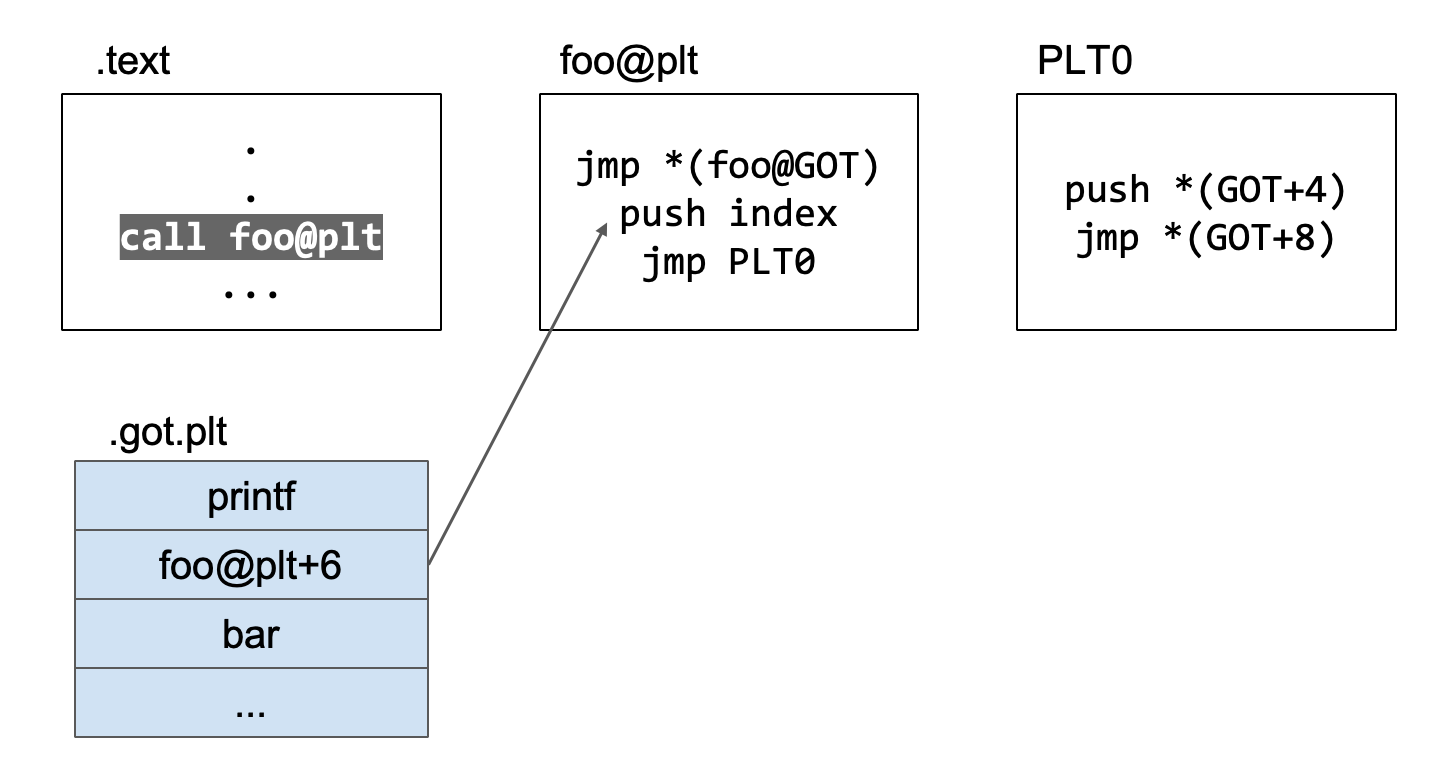 .text
.
.
call foo@plt
...
foo@plt
jmp *(foo@GOT)
push index
jmp PLT0
PLT0
push *(GOT+4)
jmp *(GOT+8)
.got.plt
printf
foo@plt+6
bar
...